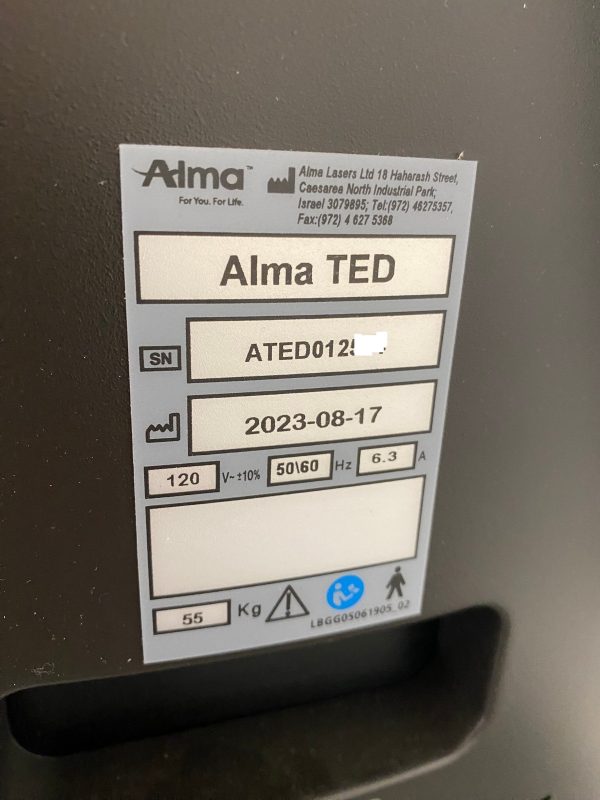 Alma™
For You. For Life.
Alma Lasers Ltd 18 Haharash Street,
Caesarea North Industrial Park;
Israel 3079895; Tel:(972) 46275357,
Fax:(972) 4 627 5368
Alma TED
SN
ATED012
2023-08-17
120 V~ ±10% 50\60 Hz 6.3 A
55 Kg
LBGG05061905_02